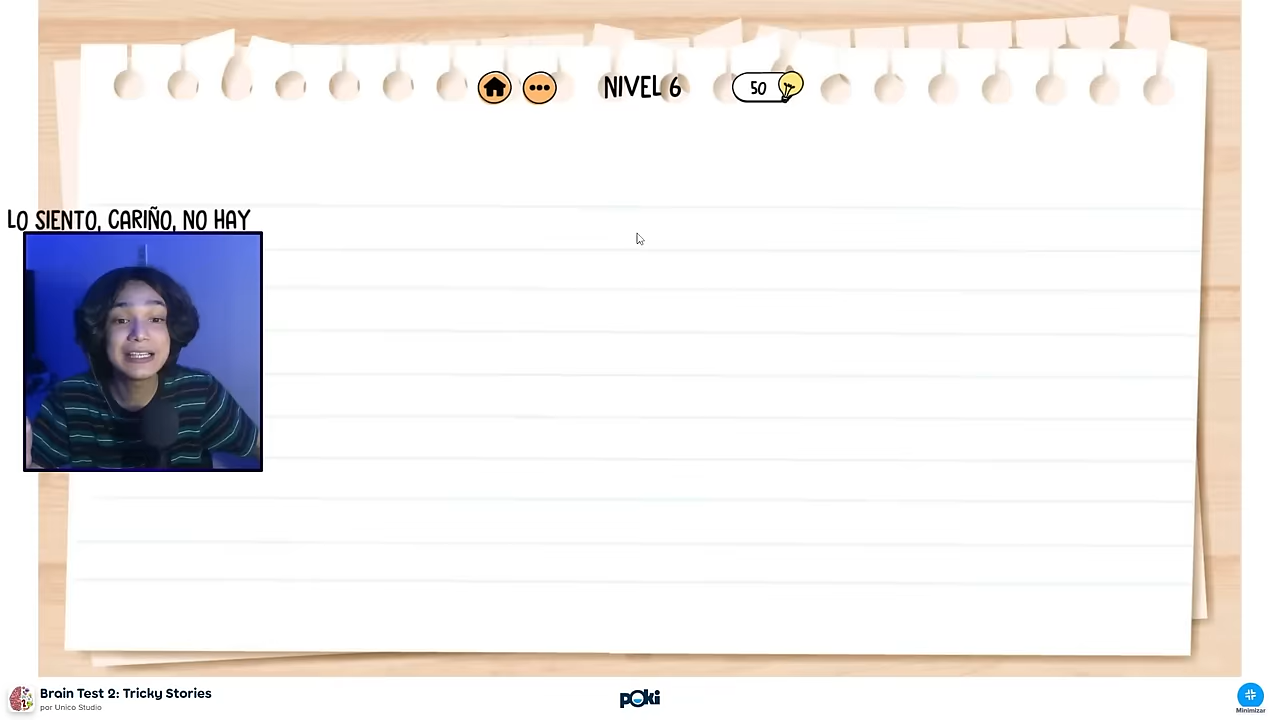 NIVEL 6
50
LO SIENTO, CARIÑO, NO HAY
Brain Test 2: Tricky Stories
por Unico Studio
poki
Minimizar